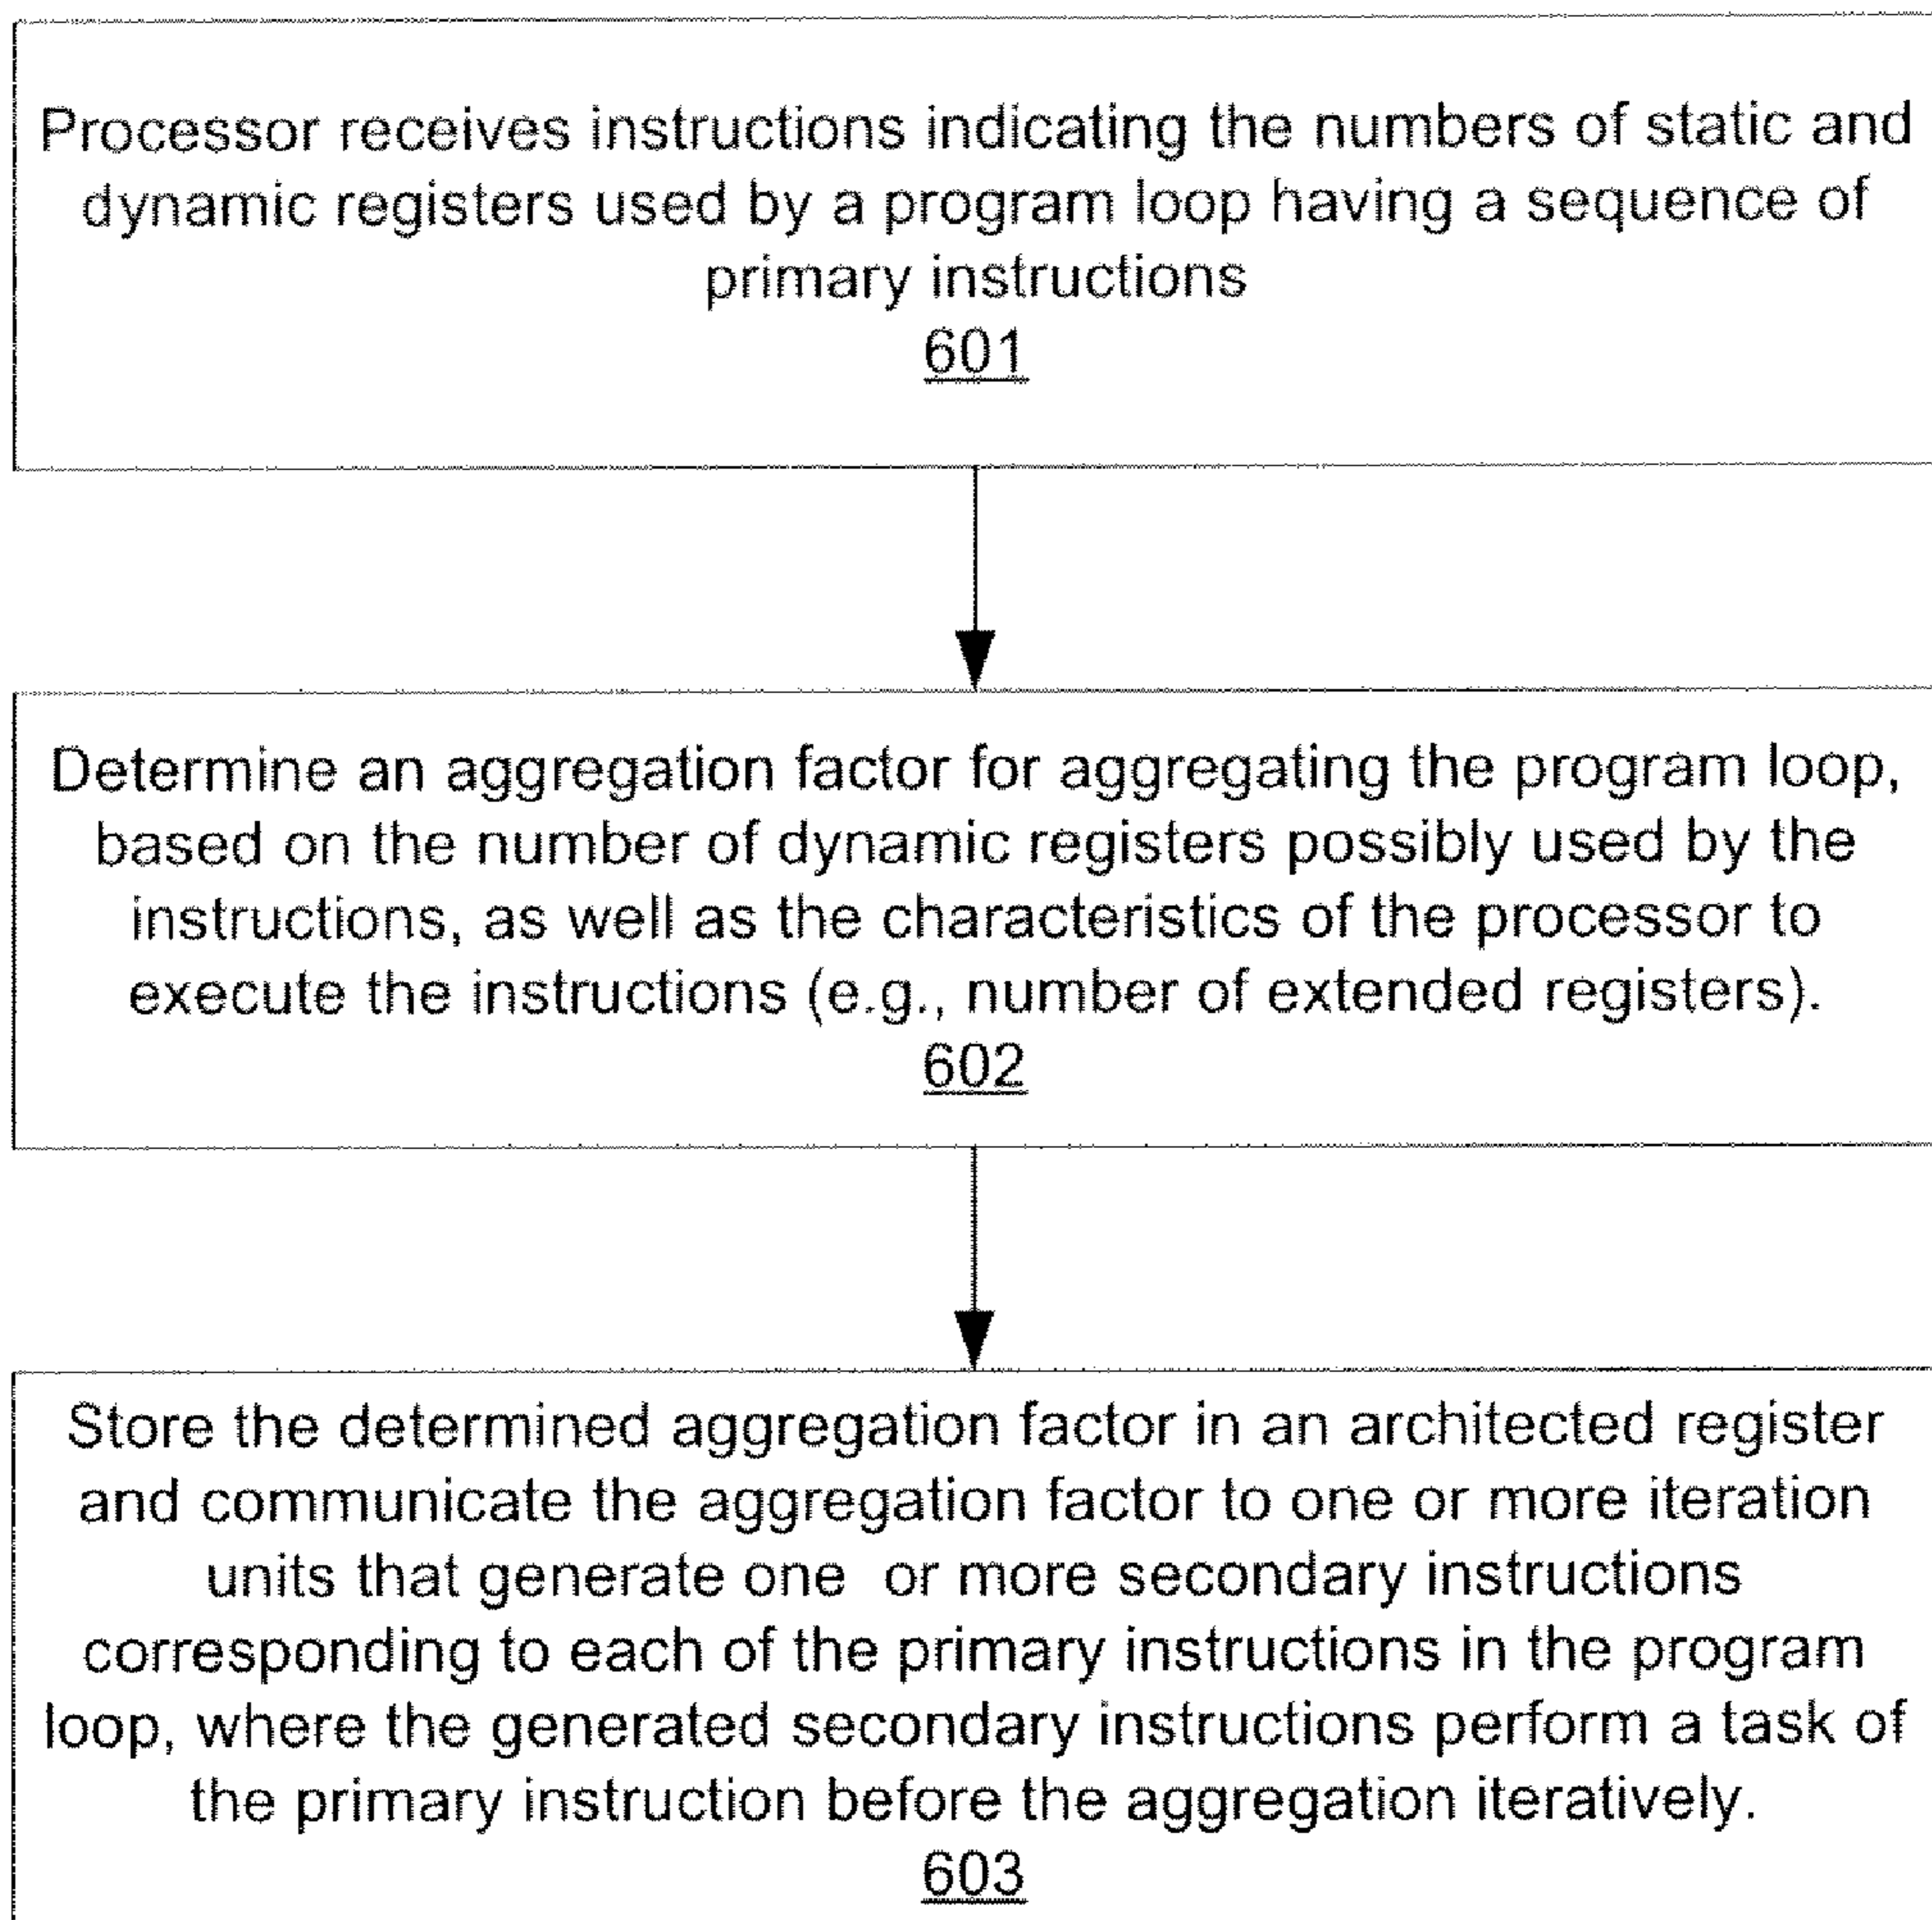 Processor receives instructions indicating the numbers of static and
dynamic registers used by a program loop having a sequence of
primary instructions
601
Determine an aggregation factor for aggregating the program loop,
based on the number of dynamic registers possibly used by the
instructions, as well as the characteristics of the processor to
execute the instructions (e.g., number of extended registers).
602
Store the determined aggregation factor in an architected register
and communicate the aggregation factor to one or more iteration
units that generate one  or more secondary instructions
corresponding to each of the primary instructions in the program
loop, where the generated secondary instructions perform a task of
the primary instruction before the aggregation iteratively.
603